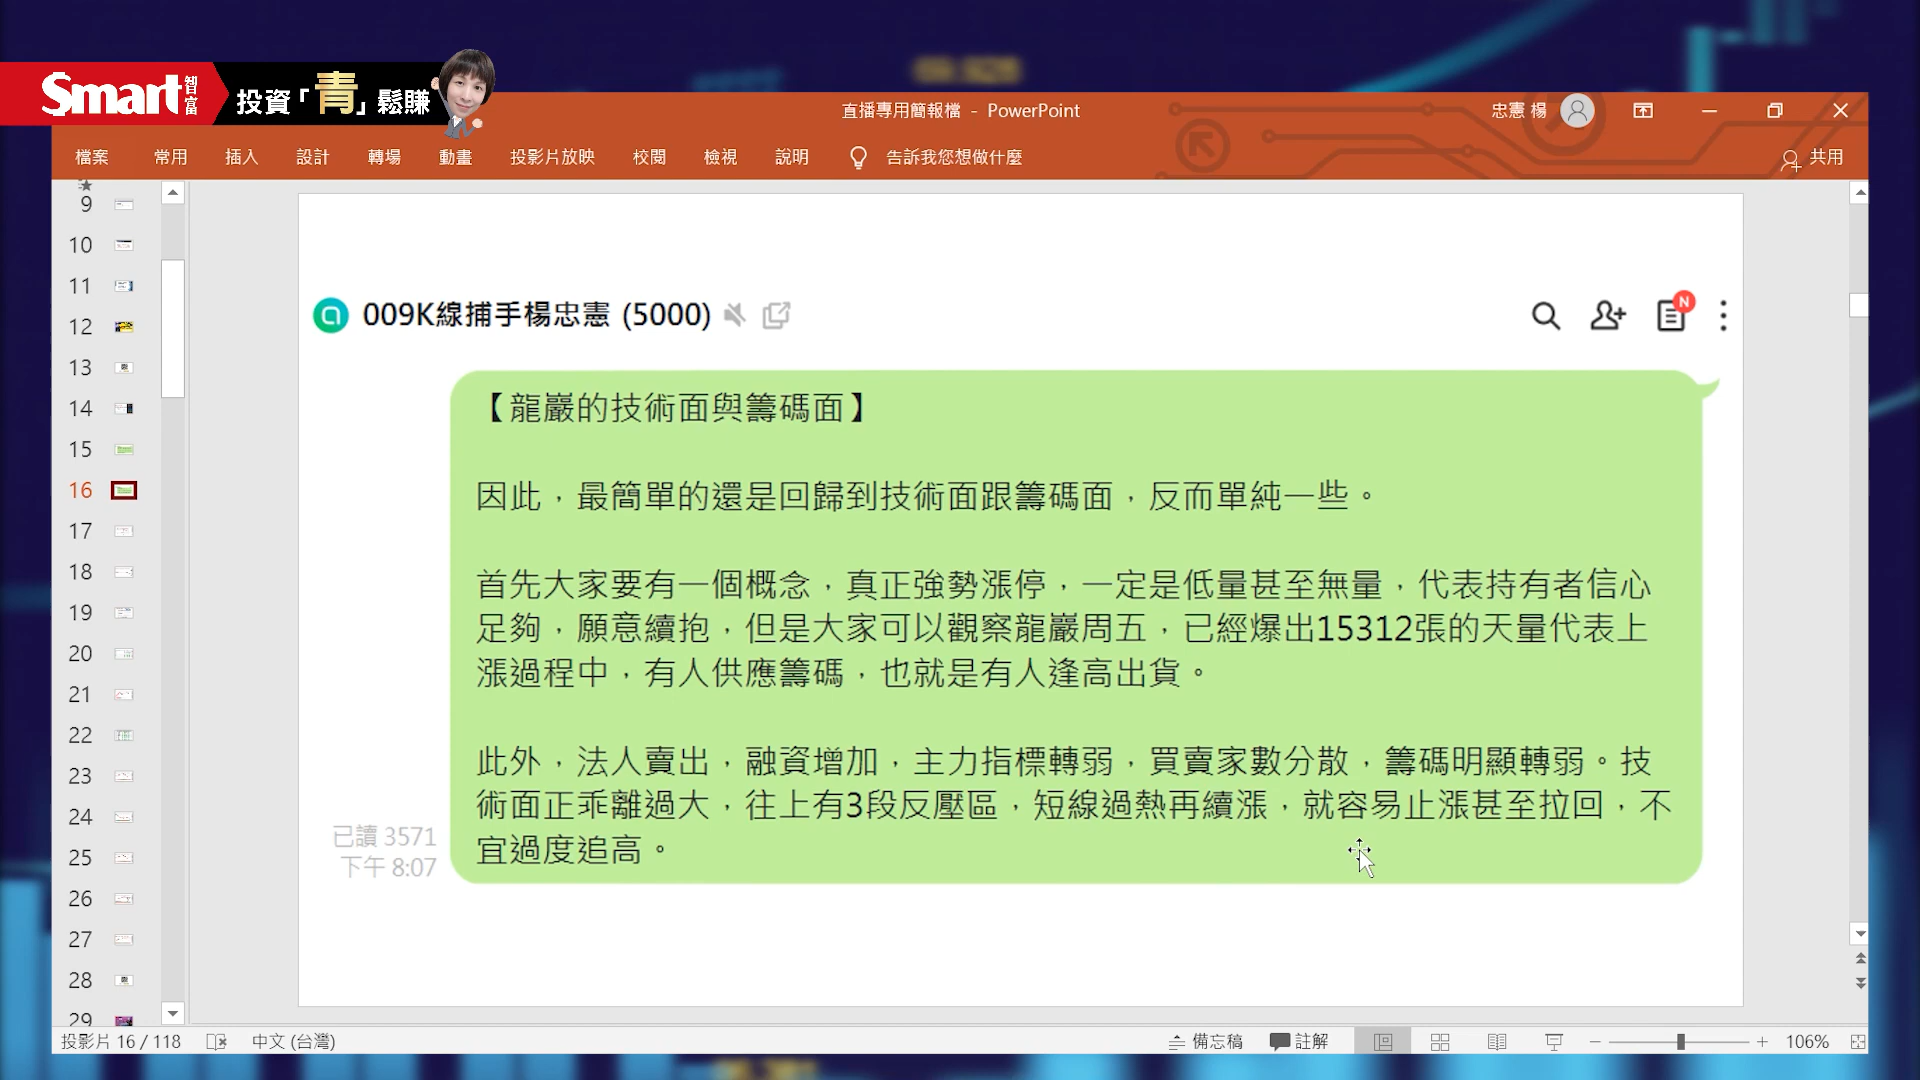 Smart智富
投資「青」鬆賺
直播專用簡報檔 - PowerPoint
忠憲 楊
檔案 常用 插入 設計 轉場 動畫 投影片放映 校閱 檢視 說明 告訴我您想做什麼 共用
9
10
11
12
13
14
15
16
17
18
19
20
21
22
23
24
25
26
27
28
29
009K線捕手楊忠憲 (5000)
N
【龍巖的技術面與籌碼面】
因此，最簡單的還是回歸到技術面跟籌碼面，反而單純一些。
首先大家要有一個概念，真正強勢漲停，一定是低量甚至無量，代表持有者信心
足夠，願意續抱，但是大家可以觀察龍巖周五，已經爆出15312張的天量代表上
漲過程中，有人供應籌碼，也就是有人逢高出貨。
此外，法人賣出，融資增加，主力指標轉弱，買賣家數分散，籌碼明顯轉弱。技
術面正乖離過大，往上有3段反壓區，短線過熱再續漲，就容易止漲甚至拉回，不
宜過度追高。
已讀 3571
下午 8:07
投影片 16 / 118 中文 (台灣) 備忘稿 註解 106%